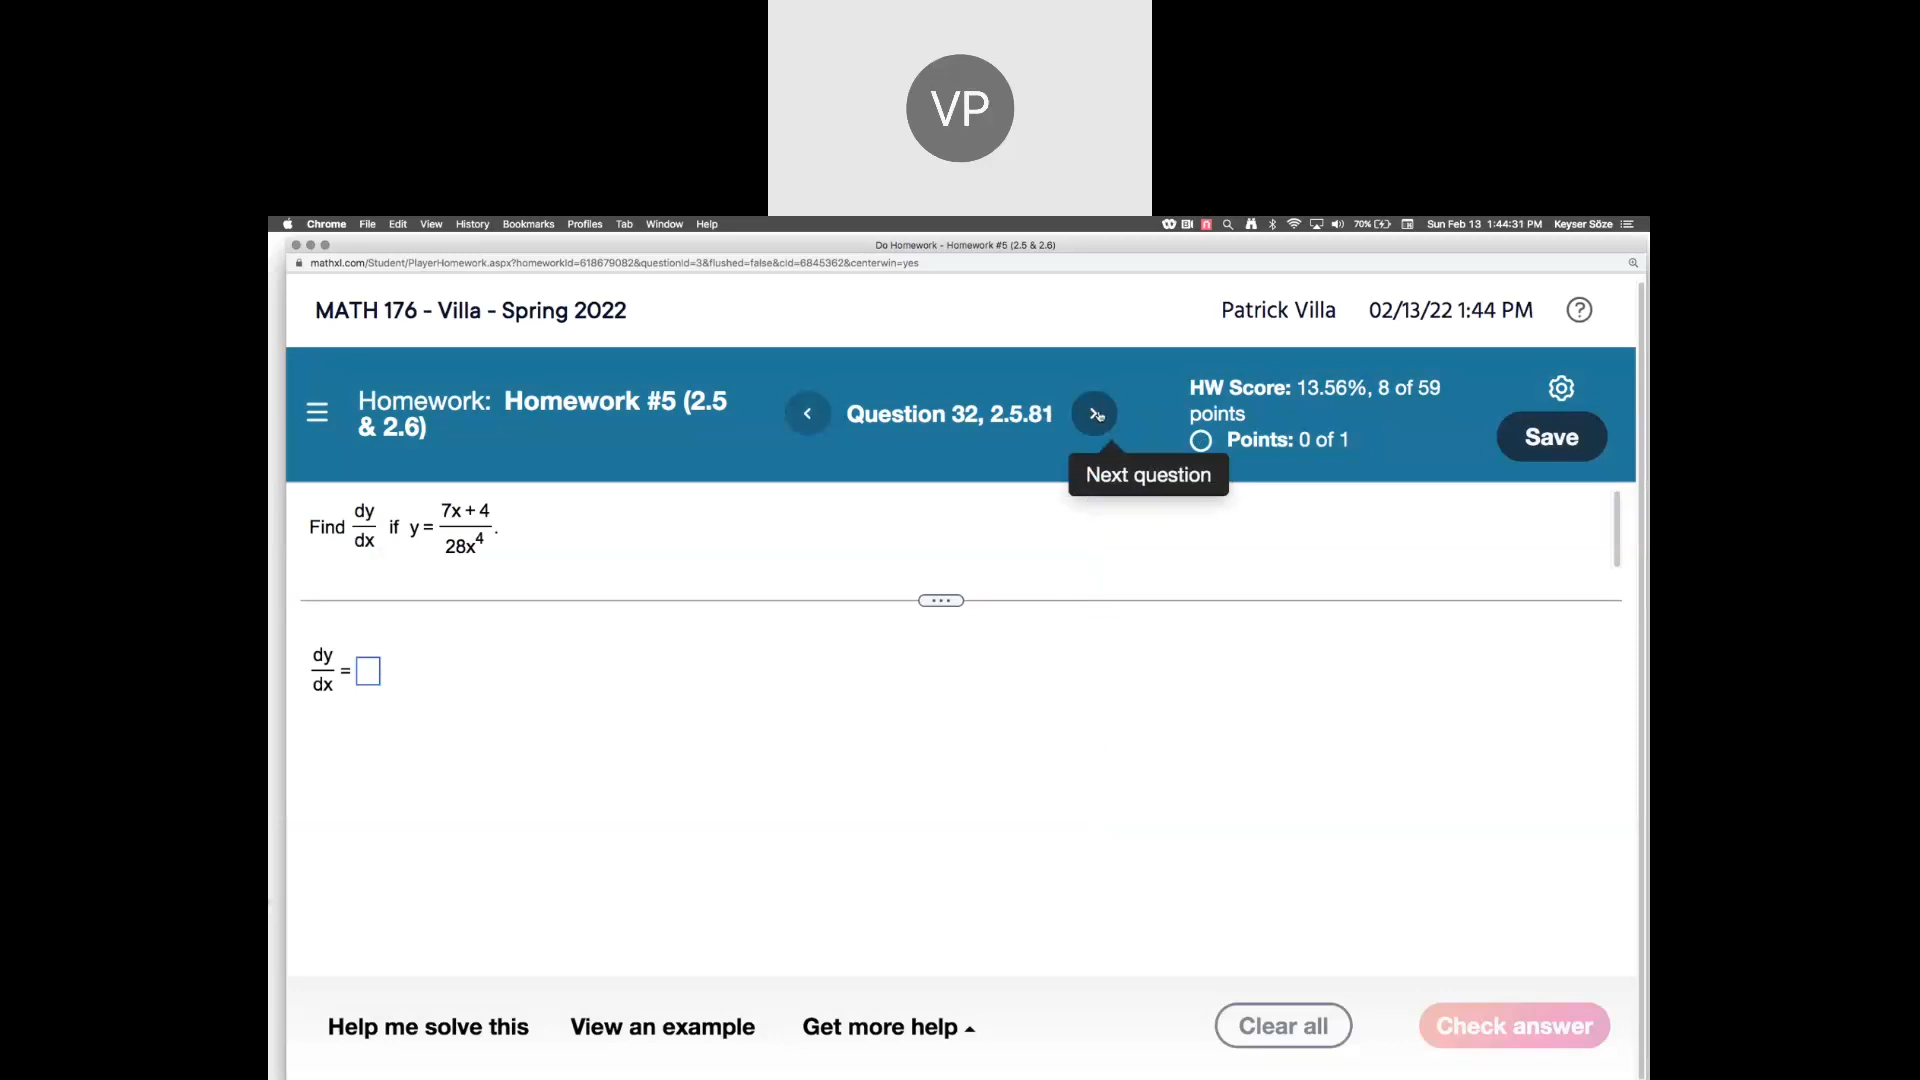 VP
Chrome File Edit View History Bookmarks Profiles Tab Window Help 70% Sun Feb 13 1:44:31 PM Keyser Söze
Do Homework - Homework #5 (2.5 & 2.6)
mathxl.com/Student/PlayerHomework.aspx?homeworkId=618679082&questionId=3&flushed=false&cId=6845362&centerwin=yes
MATH 176 - Villa - Spring 2022 Patrick Villa 02/13/22 1:44 PM ?
Homework: Homework #5 (2.5
& 2.6)
Question 32, 2.5.81
HW Score: 13.56%, 8 of 59
points
Points: 0 of 1
Save
Next question
Find dy/dx if y = (7x + 4)/(28x^4).
dy/dx =
Help me solve this View an example Get more help Clear all Check answer